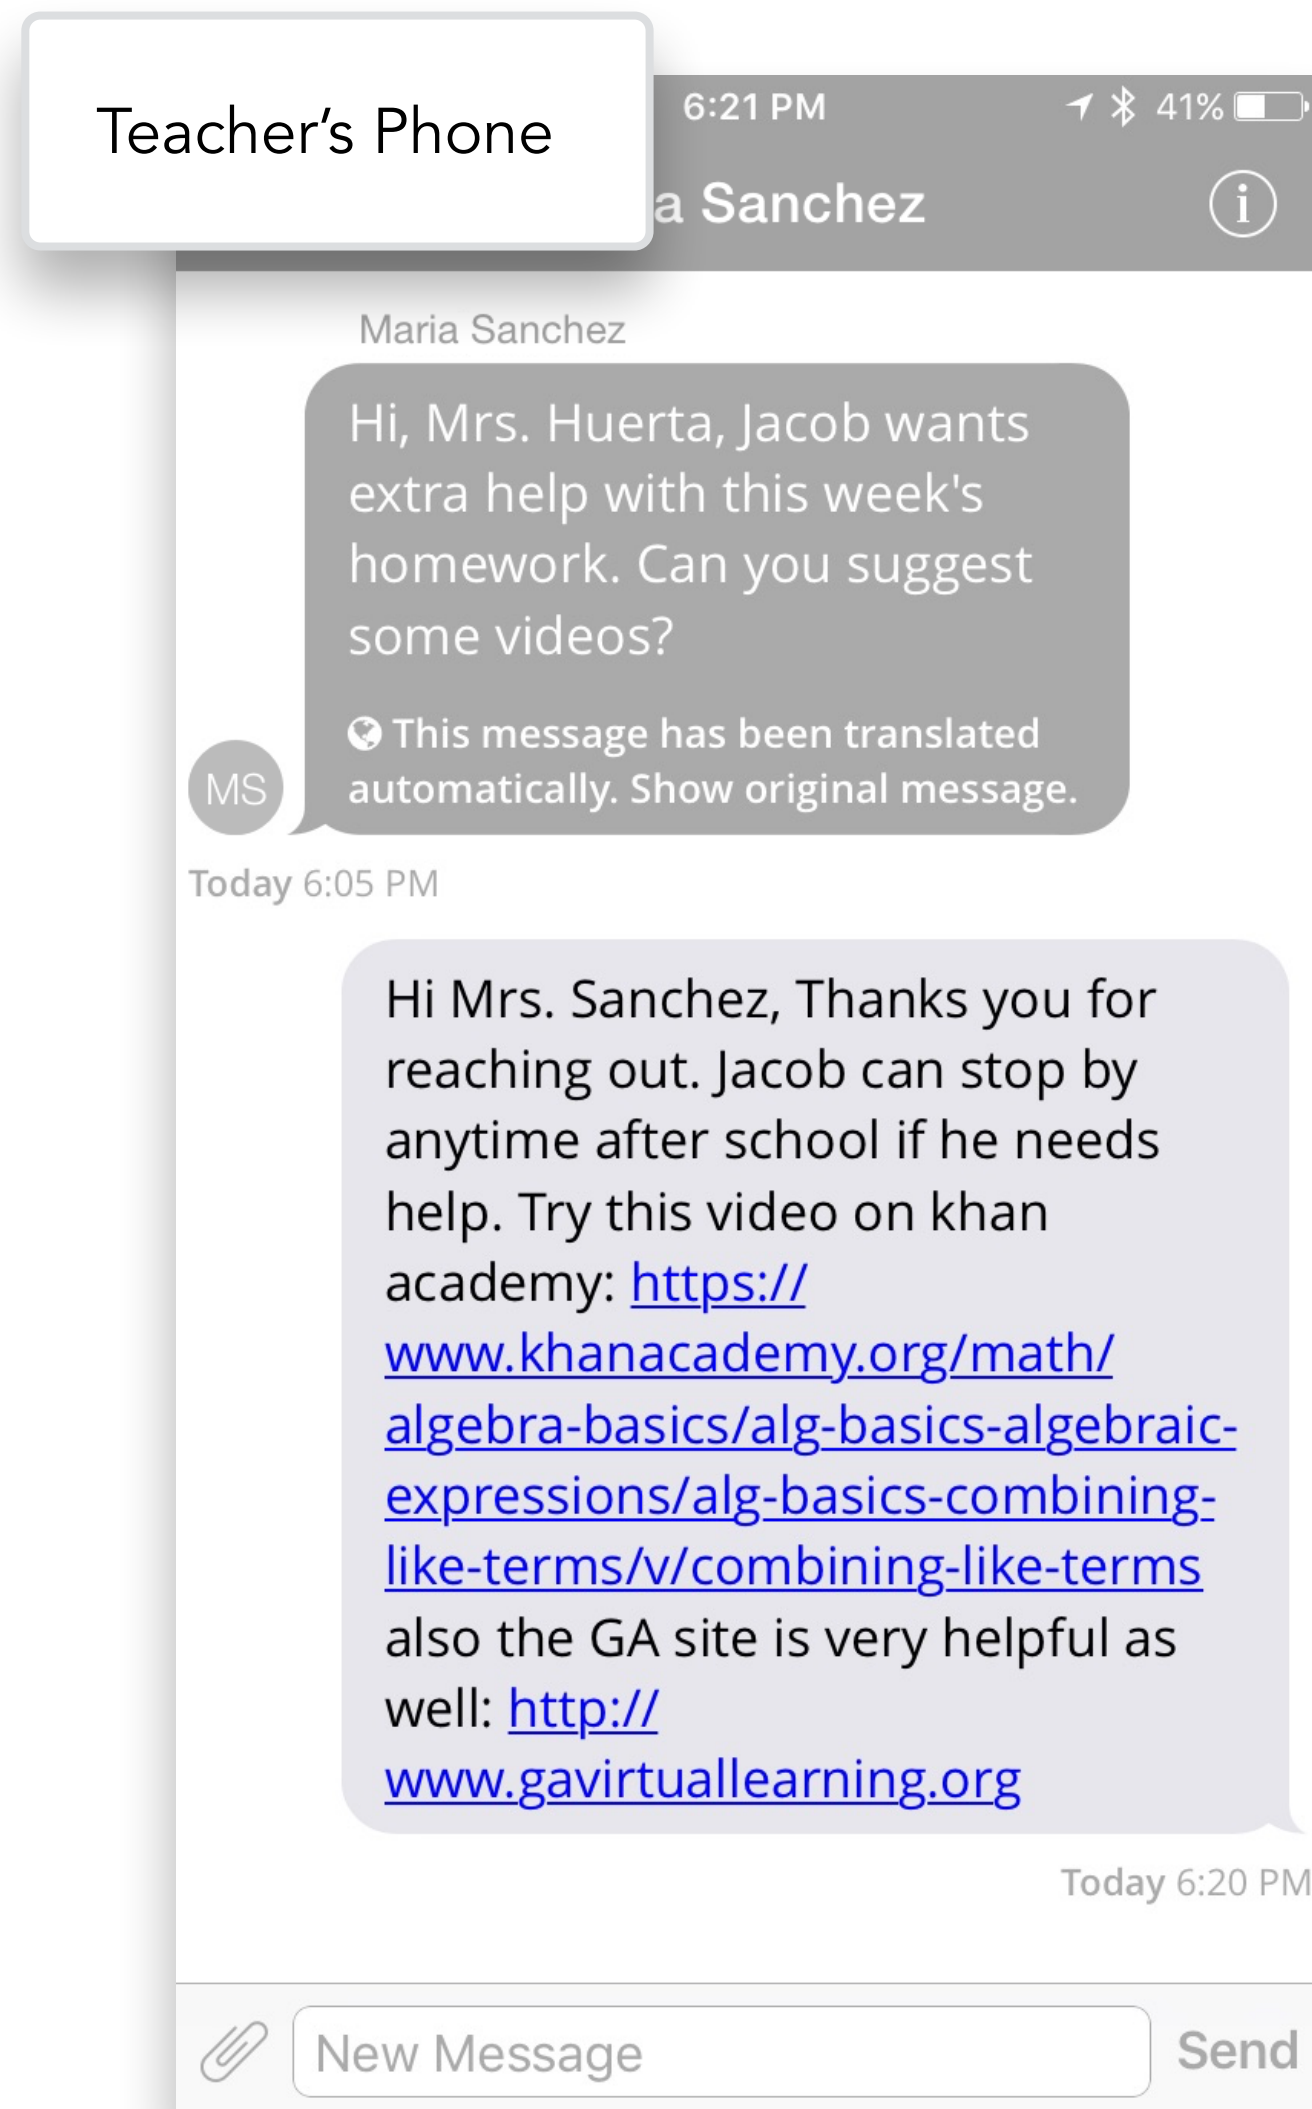 Teacher's Phone
6:21 PM
41%
a Sanchez
i
Maria Sanchez
Hi, Mrs. Huerta, Jacob wants
extra help with this week's
homework. Can you suggest
some videos?
This message has been translated
automatically. Show original message.
MS
Today 6:05 PM
Hi Mrs. Sanchez, Thanks you for
reaching out. Jacob can stop by
anytime after school if he needs
help. Try this video on khan
academy: https://
www.khanacademy.org/math/
algebra-basics/alg-basics-algebraic-
expressions/alg-basics-combining-
like-terms/v/combining-like-terms
also the GA site is very helpful as
well: http://
www.gavirtuallearning.org
Today 6:20 PM
New Message
Send